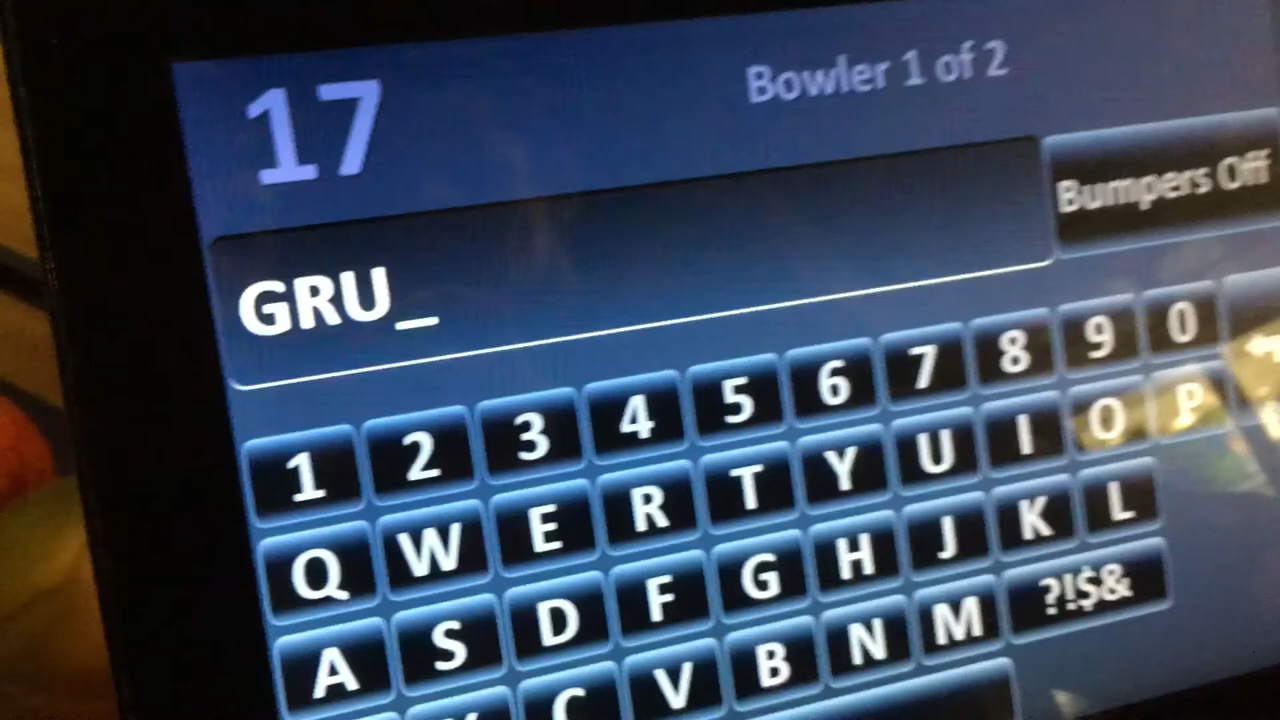 17
Bowler 1 of 2
Bumpers Off
GRU_
1 2 3 4 5 6 7 8 9 0
Q W E R T Y U I O P
A S D F G H J K L
C V B N M ?!$&